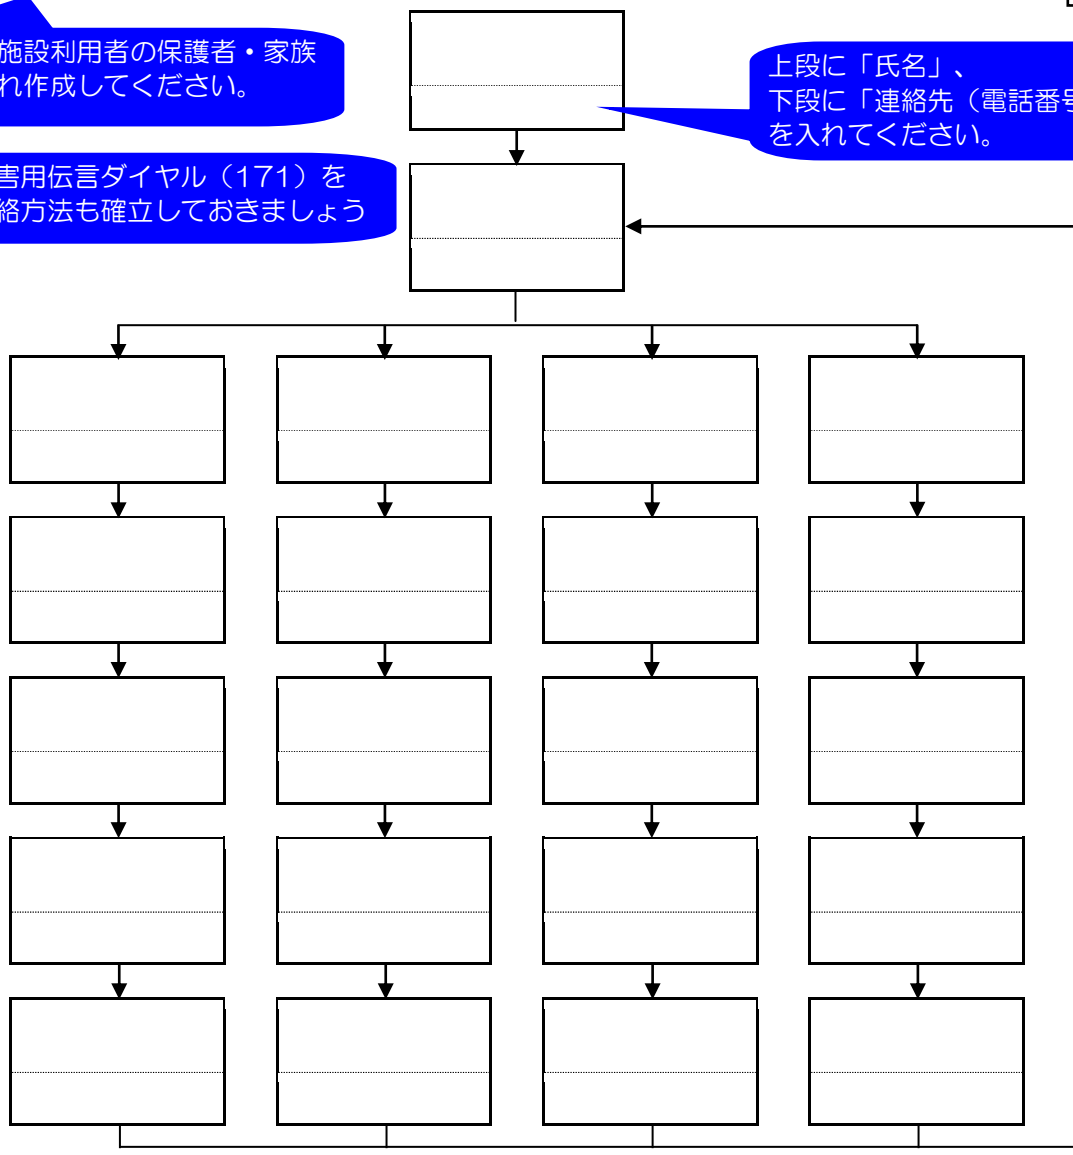 施設利用者の保護者・家族
れ作成してください。
上段に「氏名」、
下段に「連絡先（電話番号
を入れてください。
害用伝言ダイヤル（171）を
絡方法も確立しておきましょう